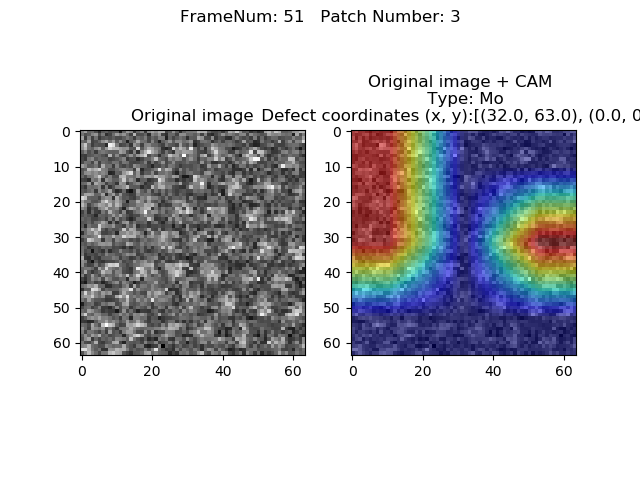 FrameNum: 51   Patch Number: 3
Original image + CAM
Type: Mo
Original image
Defect coordinates (x, y):[(32.0, 63.0), (0.0, 0
0
10
20
30
40
50
60
0 20 40 60
0
10
20
30
40
50
60
0 20 40 60